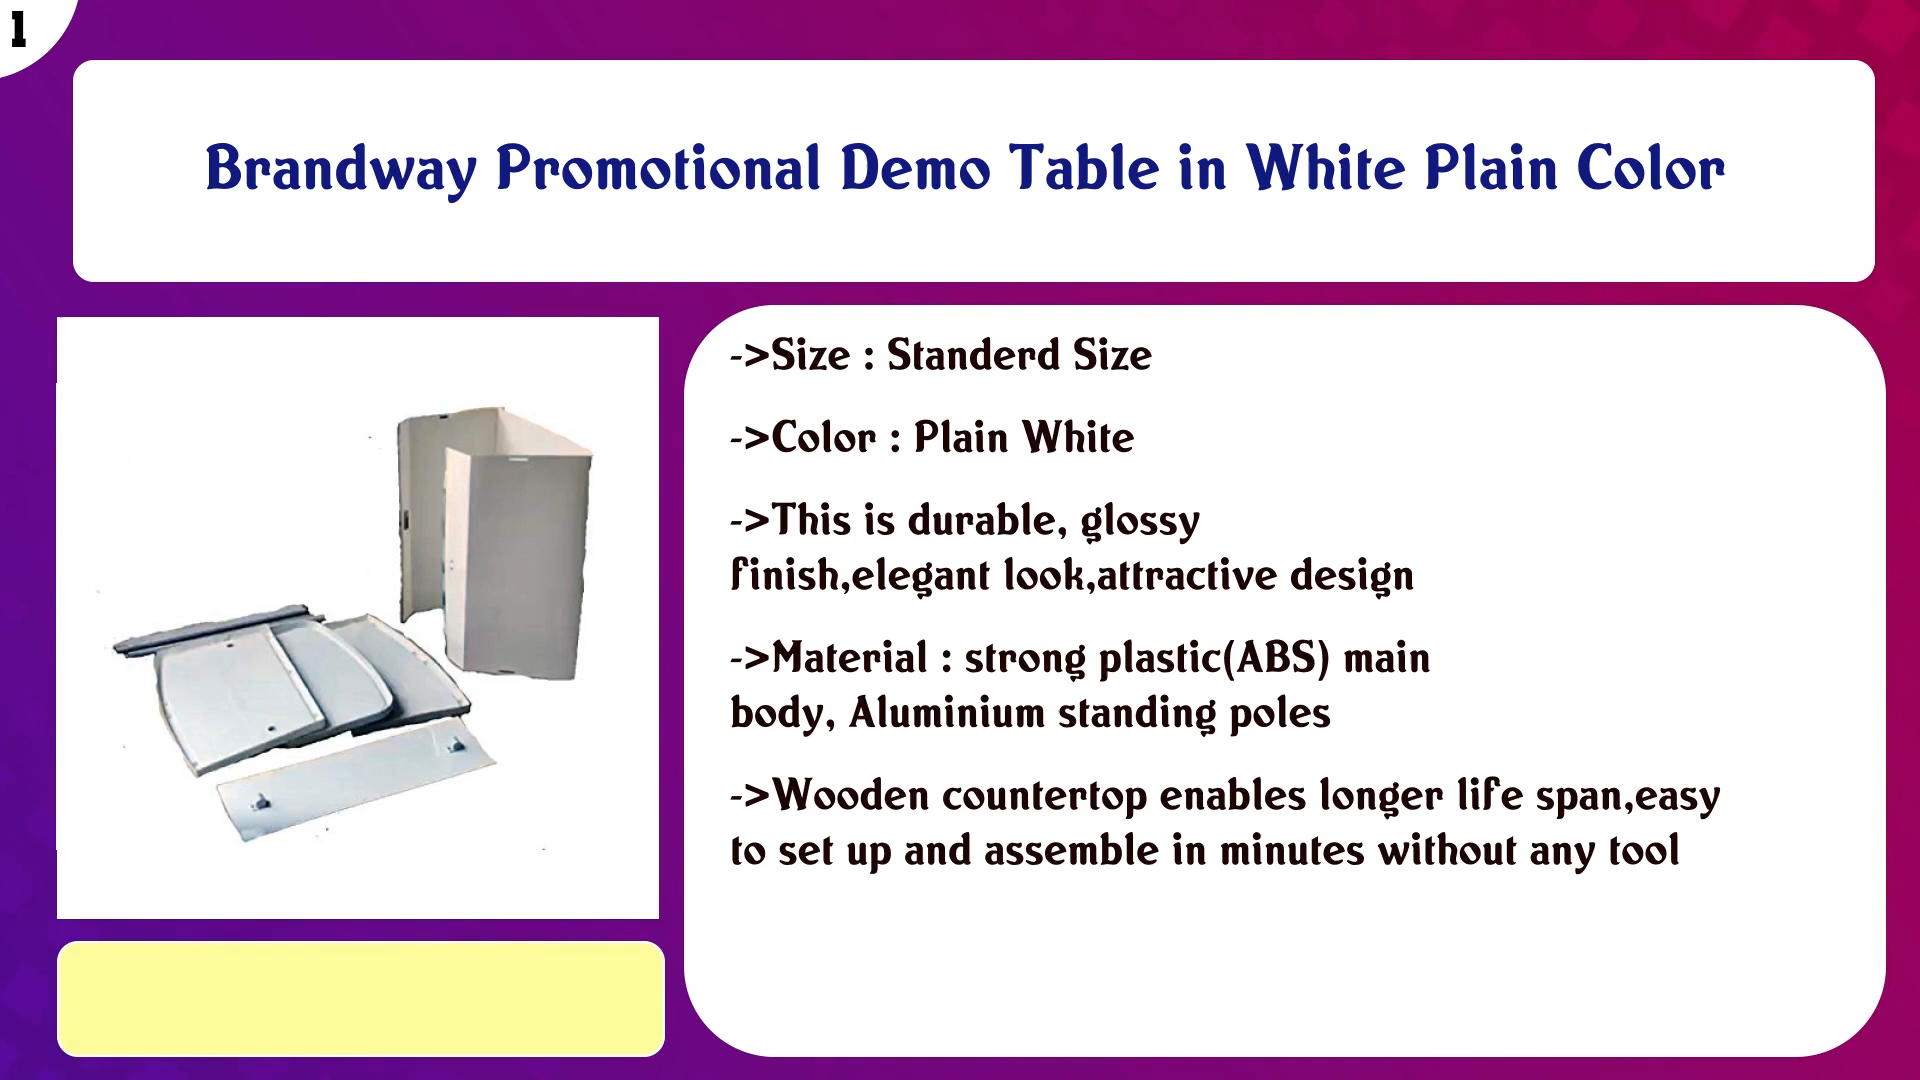 1
Brandway Promotional Demo Table in White Plain Color
->Size : Standerd Size
->Color : Plain White
->This is durable, glossy
finish,elegant look,attractive design
->Material : strong plastic(ABS) main
body, Aluminium standing poles
->Wooden countertop enables longer life span,easy
to set up and assemble in minutes without any tool